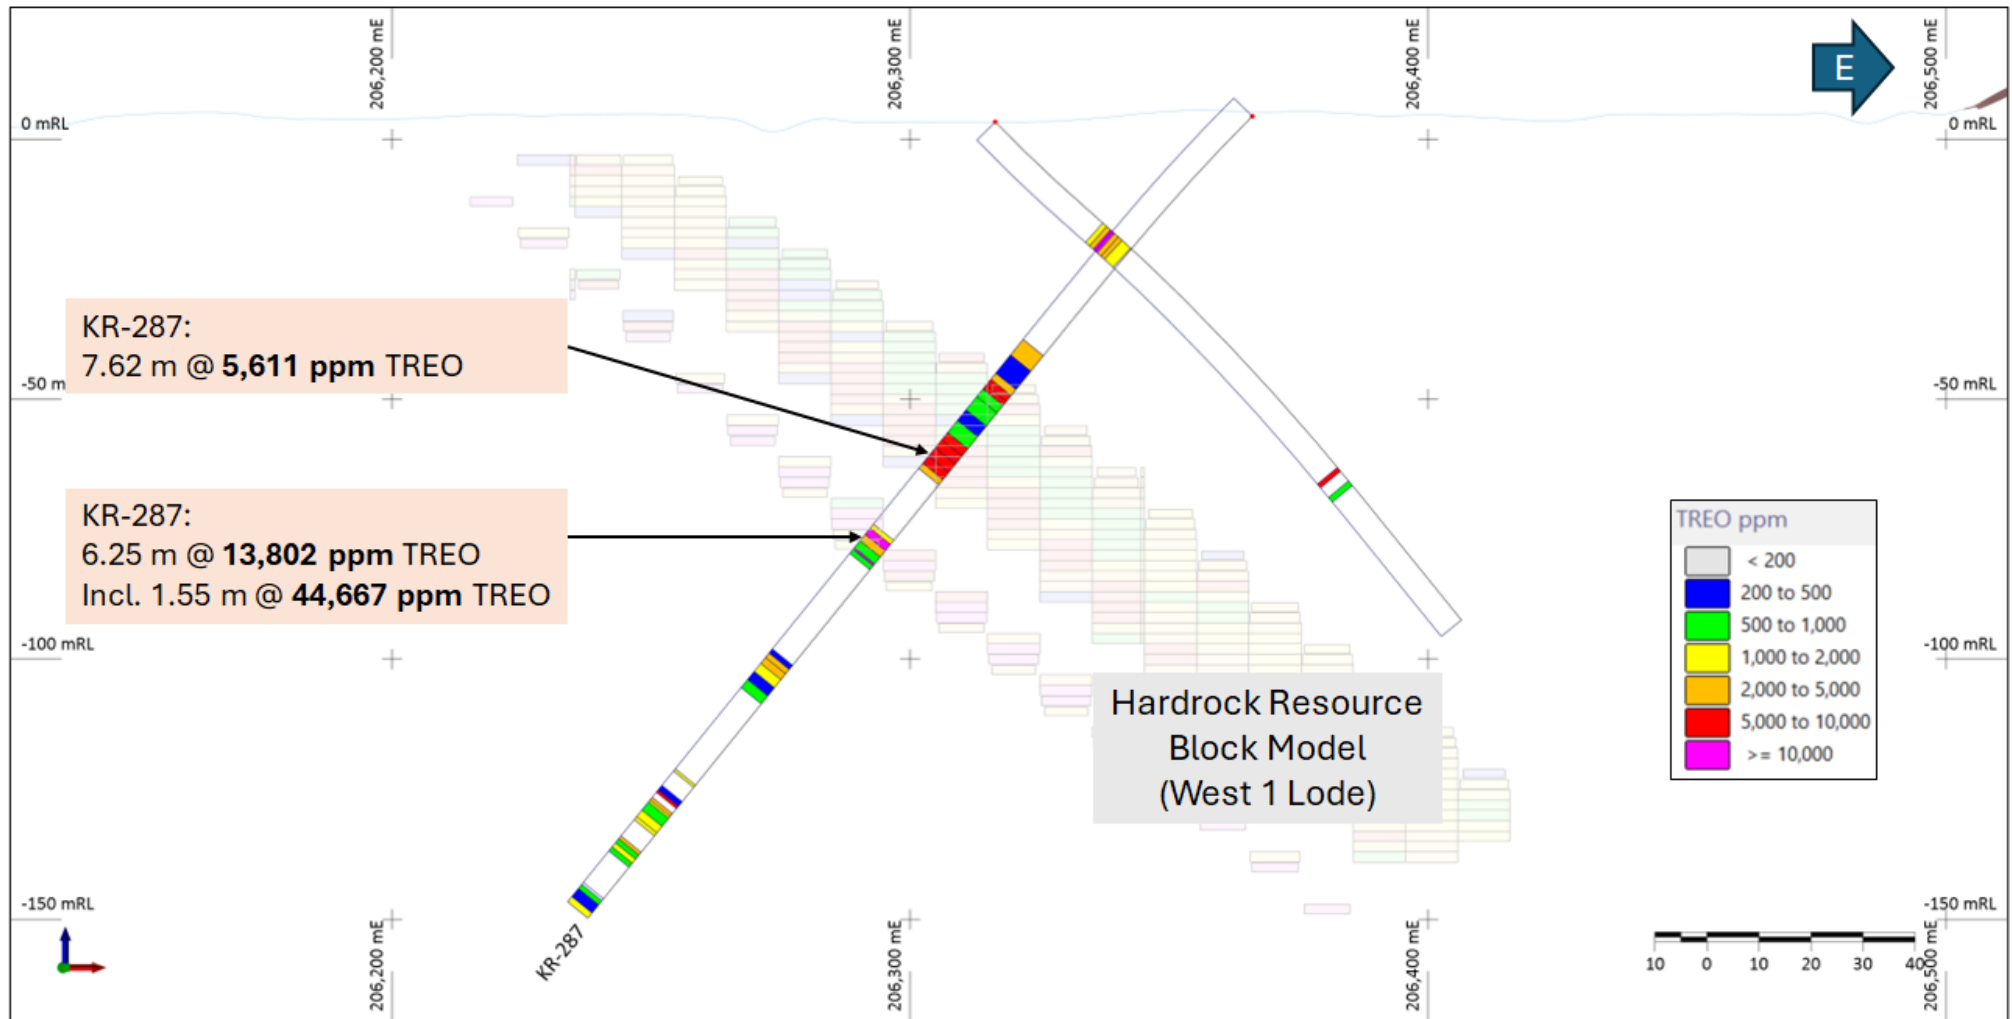 206,200 mE
206,300 mE
206,400 mE
206,500 mE
E
0 mRL
0 mRL
KR-287:
7.62 m @ 5,611 ppm TREO
-50 m
-50 mRL
KR-287:
6.25 m @ 13,802 ppm TREO
Incl. 1.55 m @ 44,667 ppm TREO
TREO ppm
< 200
200 to 500
500 to 1,000
1,000 to 2,000
2,000 to 5,000
5,000 to 10,000
>= 10,000
-100 mRL
-100 mRL
Hardrock Resource
Block Model
(West 1 Lode)
-150 mRL
-150 mRL
KR-287
10 0 10 20 30 40
206,200 mE
206,300 mE
206,400 mE
206,500 mE